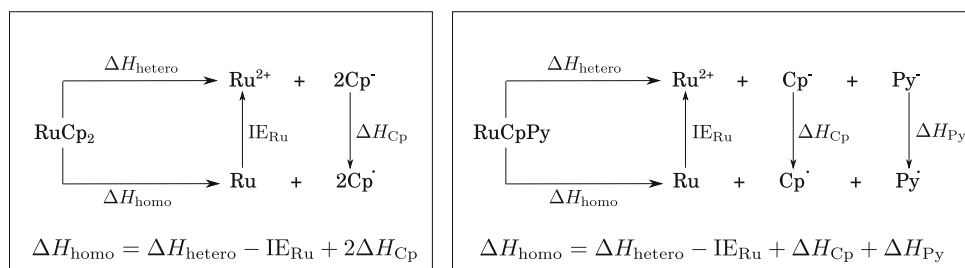 ΔH_hetero
Ru²⁺ + 2Cp⁻
RuCp₂
IE_Ru
ΔH_Cp
Ru + 2Cp˙
ΔH_homo
ΔH_homo = ΔH_hetero − IE_Ru + 2ΔH_Cp
ΔH_hetero
Ru²⁺ + Cp⁻ + Py⁻
RuCpPy
IE_Ru
ΔH_Cp
ΔH_Py
Ru + Cp˙ + Py˙
ΔH_homo
ΔH_homo = ΔH_hetero − IE_Ru + ΔH_Cp + ΔH_Py